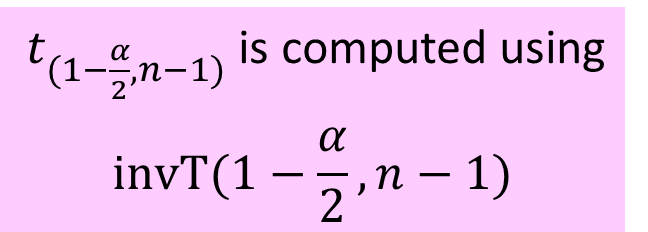 t_(1−α/2,n−1) is computed using
invT(1 − α/2, n − 1)